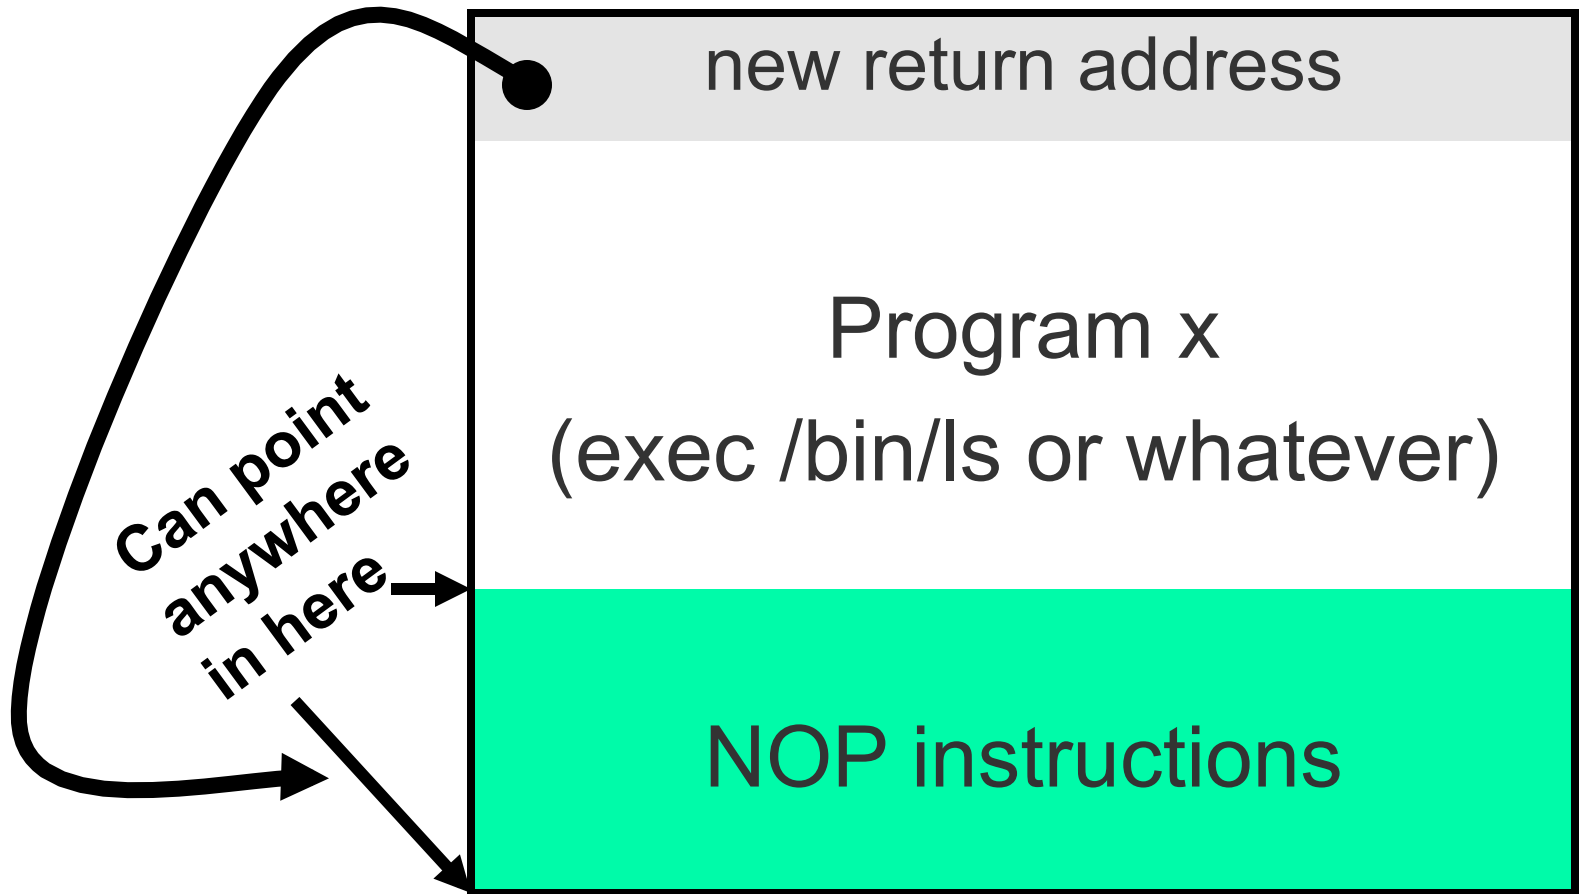 new return address
Program x
(exec /bin/ls or whatever)
Can point
anywhere
in here
NOP instructions